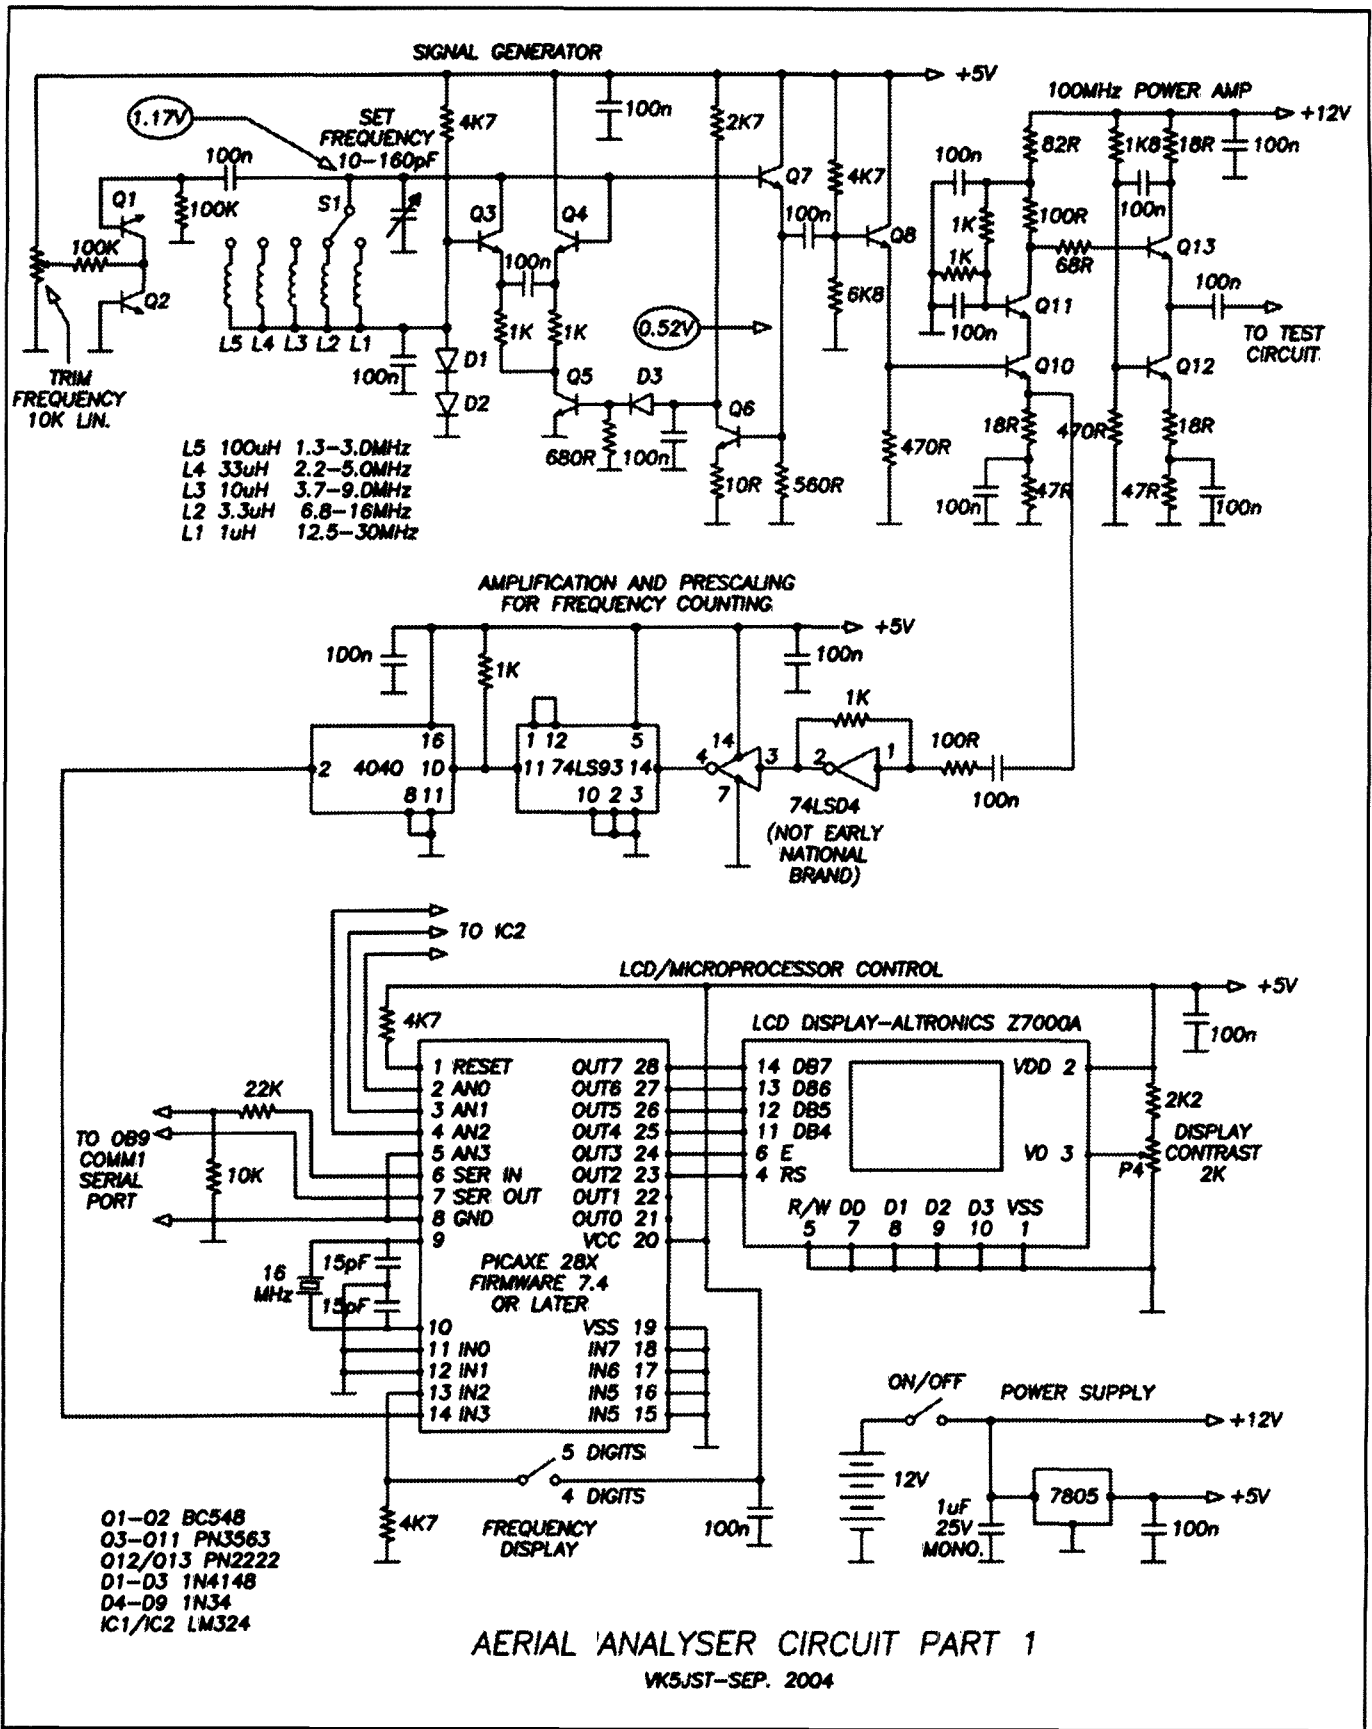 SIGNAL GENERATOR
+5V
100MHz POWER AMP
+12V
1.17V
SET
FREQUENCY
10-160pF
4K7
100n
2K7
82R
1K8
18R
100n
100n
100n
Q1
100K
S1
Q3
Q4
Q7
4K7
100n
100n
1K
100R
Q8
100K
Q2
100n
1K
68R
Q13
6K8
100n
Q11
100n
1K
1K
0.52V
TO TEST
CIRCUIT.
L5 L4 L3 L2 L1
100n
D1
D2
Q5
D3
Q6
Q10
Q12
TRIM
FREQUENCY
10K LIN.
680R
100n
10R
560R
470R
18R
470R
18R
100n
47R
47R
100n
L5 100uH 1.3-3.0MHz
L4 33uH 2.2-5.0MHz
L3 10uH 3.7-9.0MHz
L2 3.3uH 6.8-16MHz
L1 1uH 12.5-30MHz
AMPLIFICATION AND PRESCALING
FOR FREQUENCY COUNTING
+5V
100n
1K
100n
1K
16
1 12
5
14
100R
2 4040 10
11 74LS93 14
4
3
2
1
8 11
10 2 3
7
100n
74LSD4
(NOT EARLY
NATIONAL
BRAND)
TO IC2
LCD/MICROPROCESSOR CONTROL
+5V
4K7
LCD DISPLAY-ALTRONICS Z7000A
100n
1 RESET OUT7 28
14 DB7 VDD 2
2 AN0 OUT6 27
13 DB6
22K
3 AN1 OUT5 26
12 DB5
2K2
4 AN2 OUT4 25
11 DB4
TO OB9
COMM1
SERIAL
PORT
10K
5 AN3 OUT3 24
6 E VO 3
6 SER IN OUT2 23
4 RS
P4
DISPLAY
CONTRAST
2K
7 SER OUT OUT1 22
8 GND OUT0 21
R/W DD D1 D2 D3 VSS
5 7 8 9 10 1
9 VCC 20
15pF
16
MHz
15pF
PICAXE 28X
FIRMWARE 7.4
OR LATER
10 VSS 19
11 IN0 IN7 18
12 IN1 IN6 17
13 IN2 IN5 16
14 IN3 IN5 15
ON/OFF
POWER SUPPLY
+12V
5 DIGITS
4 DIGITS
12V
7805
+5V
1uF
25V
MONO.
100n
4K7
FREQUENCY
DISPLAY
100n
Q1-Q2 BC548
Q3-Q11 PN3563
Q12/Q13 PN2222
D1-D3 1N4148
D4-D9 1N34
IC1/IC2 LM324
AERIAL ANALYSER CIRCUIT PART 1
VK5JST-SEP. 2004